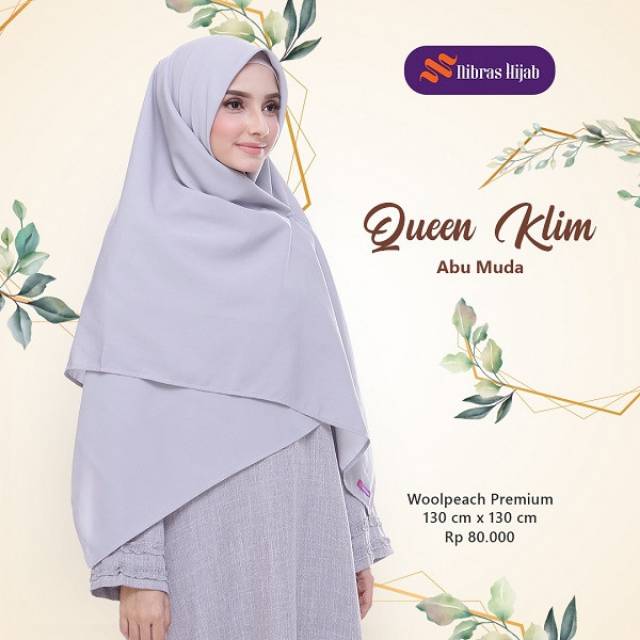 Nibras Hijab
Queen Klim
Abu Muda
Woolpeach Premium
130 cm x 130 cm
Rp 80.000